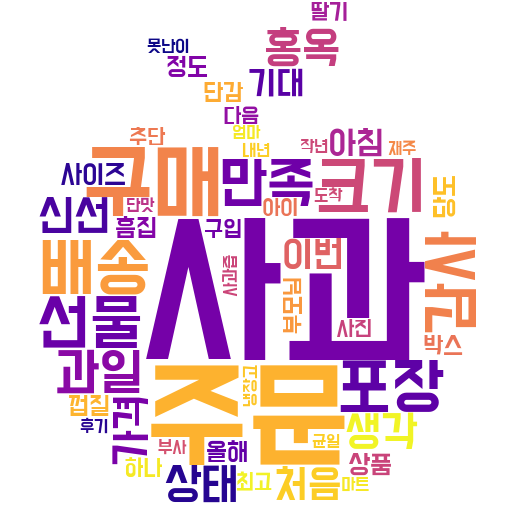 딸기
홍옥
못난이
정도
기대
단감
다음
엄마
추단
내년
작년
아침
재주
사이즈
구매
만족
크기
당도
신선
단맛
흠집
아이
도착
구입
배송
사과
사과즙
이번
추천
선물
부모님
사진
박스
과일
주문
냉장고
포장
껍질
가격
후기
생각
부사
올해
균일
하나
상태
최고
처음
상품
마트